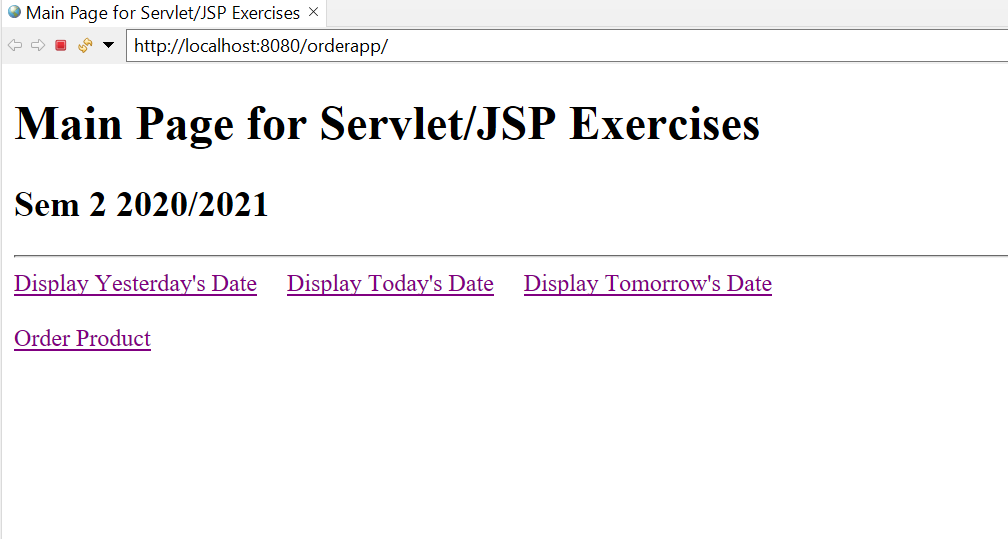 Main Page for Servlet/JSP Exercises
http://localhost:8080/orderapp/
Main Page for Servlet/JSP Exercises
Sem 2 2020/2021
Display Yesterday's Date Display Today's Date Display Tomorrow's Date
Order Product